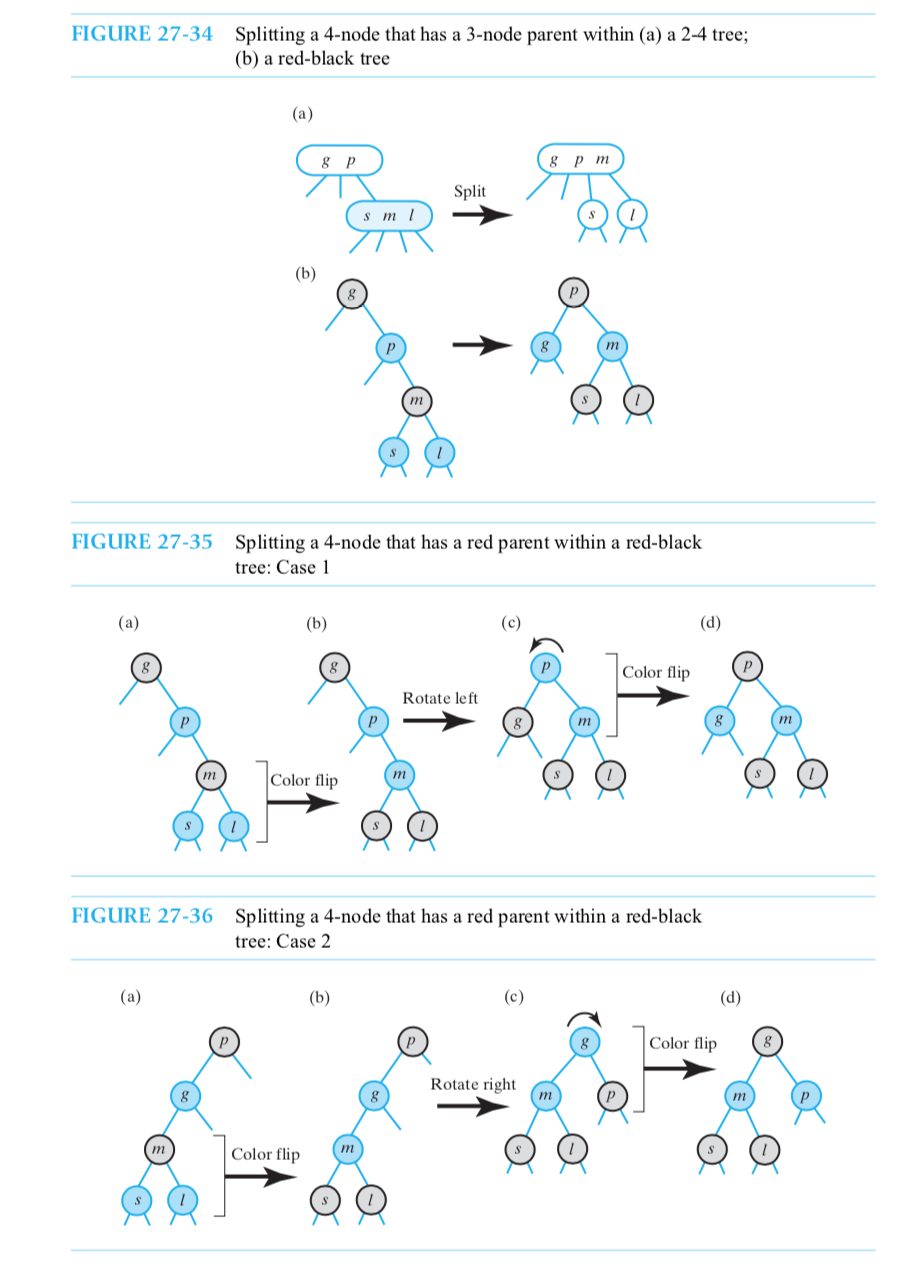 FIGURE 27-34 Splitting a 4-node that has a 3-node parent within (a) a 2-4 tree;
(b) a red-black tree
(a)
g p
g p m
Split
s m l
s l
(b)
g
p
p
g m
m
s l
s l
FIGURE 27-35 Splitting a 4-node that has a red parent within a red-black
tree: Case 1
(a) (b) (c) (d)
g g p p
Rotate left
Color flip
p p g m g m
m m s l s l
Color flip
s l s l
FIGURE 27-36 Splitting a 4-node that has a red parent within a red-black
tree: Case 2
(a) (b) (c) (d)
p p g g
Color flip
Rotate right
g g m p m p
m m s l s l
Color flip
s l s l